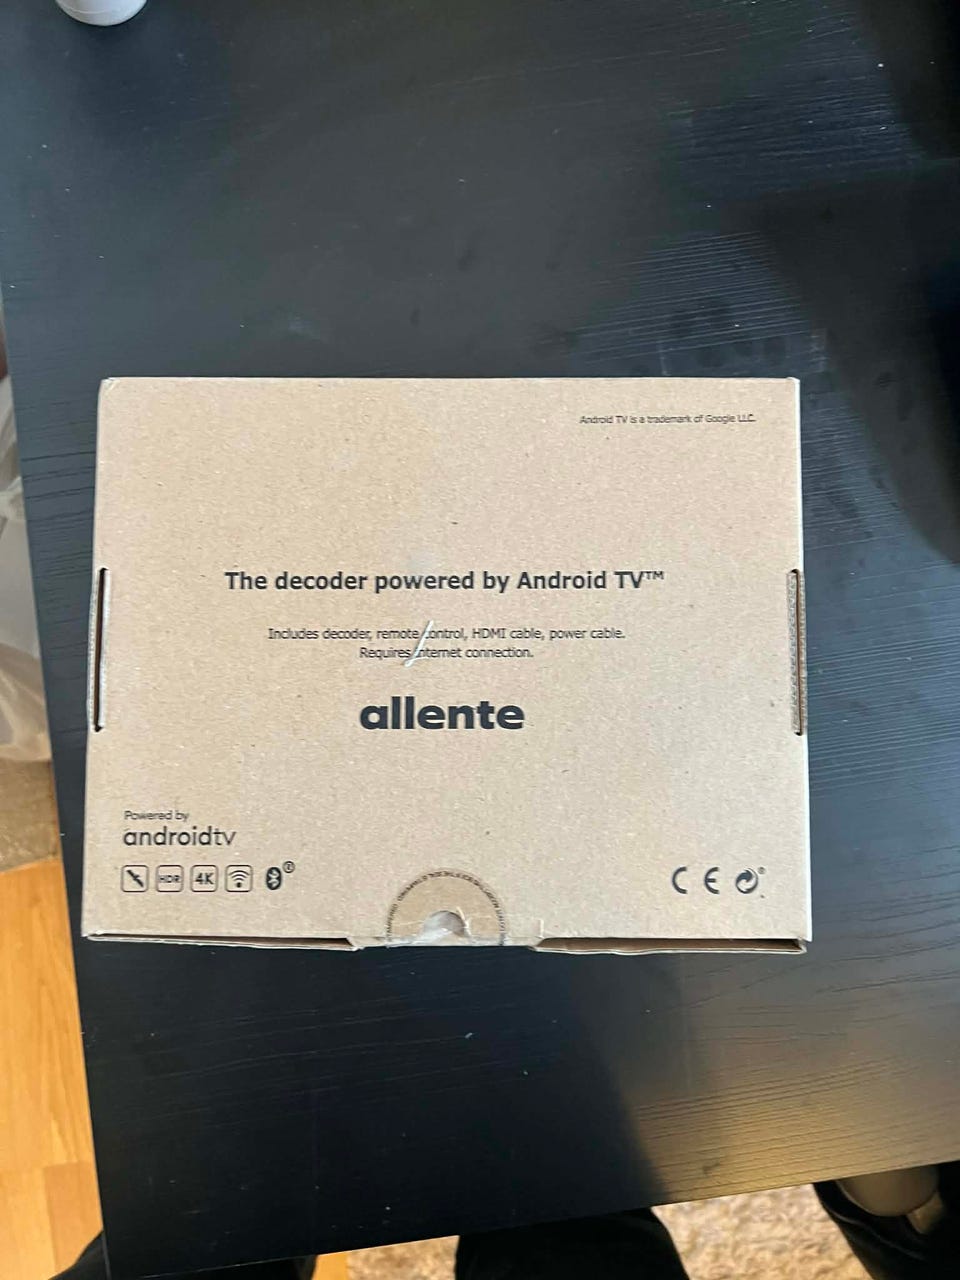 Android TV is a trademark of Google LLC.
The decoder powered by Android TV™
Includes decoder, remote control, HDMI cable, power cable.
Requires internet connection.
allente
Powered by
androidtv
HDR 4K ®
CE